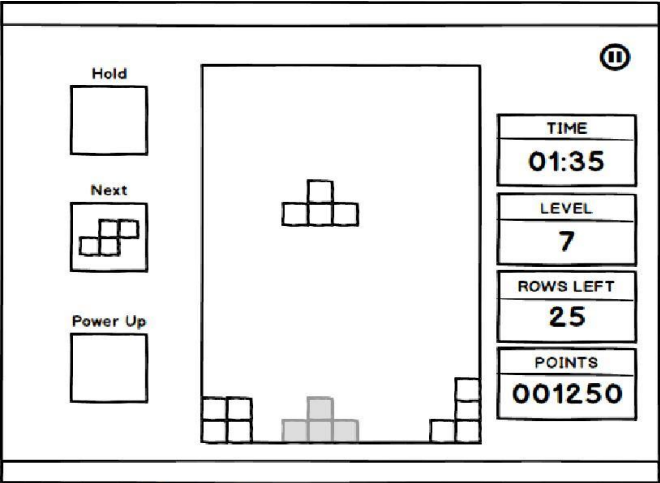 Hold
Next
Power Up
TIME
01:35
LEVEL
7
ROWS LEFT
25
POINTS
001250